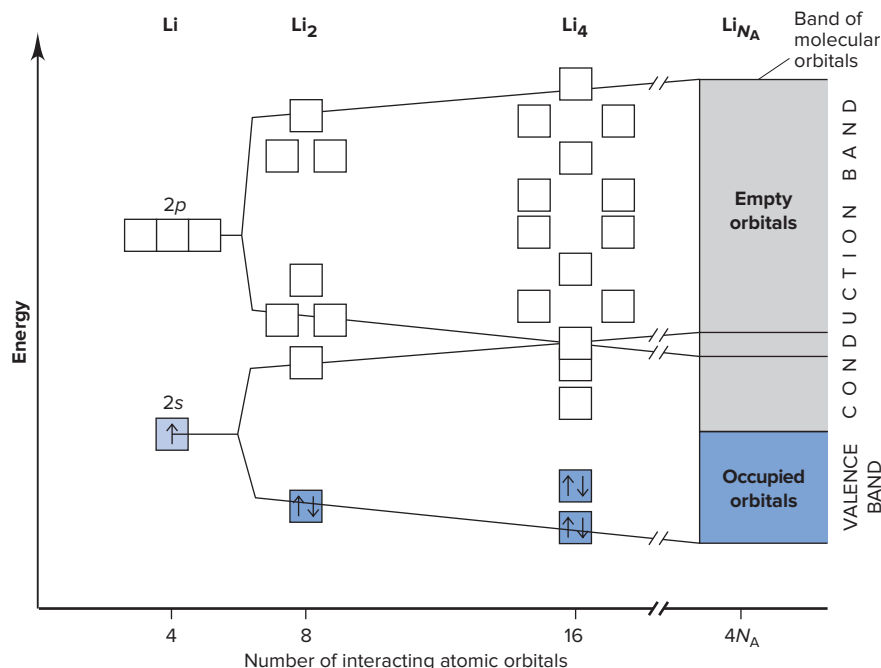 Li
Li2
Li4
LiNA
Band of
molecular
orbitals
Energy
2p
2s
↑
↑↓
↑↓
↑↓
Empty
orbitals
Occupied
orbitals
CONDUCTION BAND
VALENCE
BAND
4
8
16
4NA
Number of interacting atomic orbitals